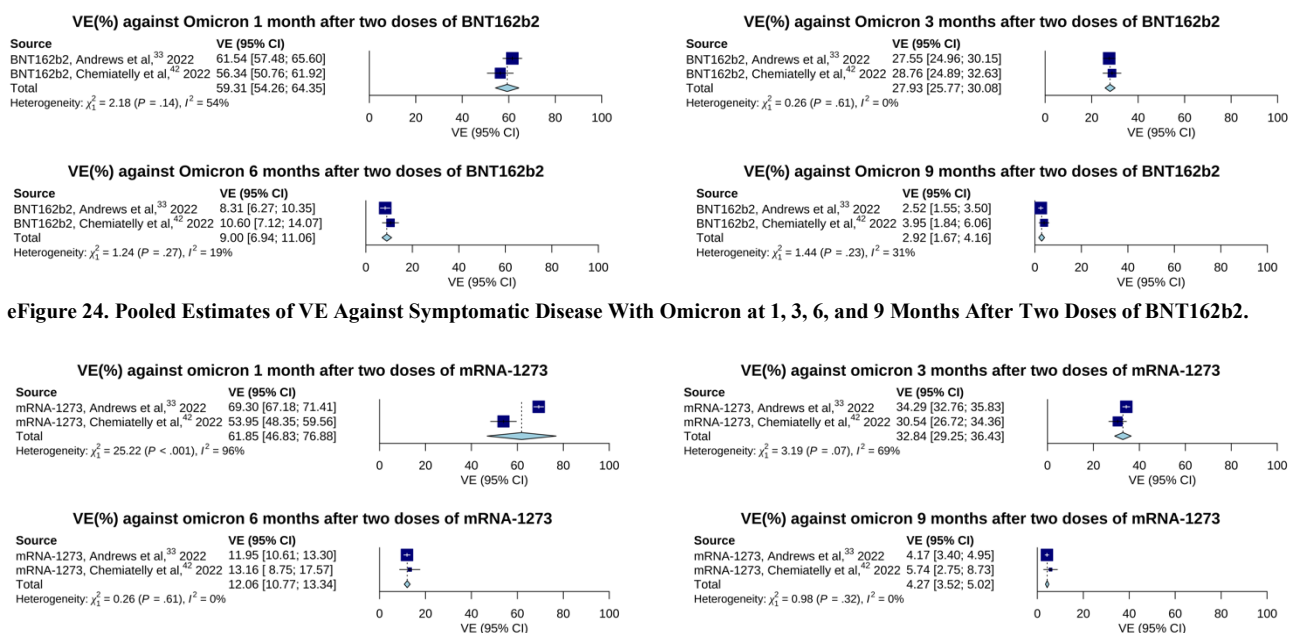 VE(%) against Omicron 1 month after two doses of BNT162b2
Source VE (95% CI)
BNT162b2, Andrews et al,33 2022 61.54 [57.48; 65.60]
BNT162b2, Chemiatelly et al,42 2022 56.34 [50.76; 61.92]
Total 59.31 [54.26; 64.35]
Heterogeneity: χ²₁ = 2.18 (P = .14), I² = 54%
0 20 40 60 80 100
VE (95% CI)
VE(%) against Omicron 3 months after two doses of BNT162b2
Source VE (95% CI)
BNT162b2, Andrews et al,33 2022 27.55 [24.96; 30.15]
BNT162b2, Chemiatelly et al,42 2022 28.76 [24.89; 32.63]
Total 27.93 [25.77; 30.08]
Heterogeneity: χ²₁ = 0.26 (P = .61), I² = 0%
0 20 40 60 80 100
VE (95% CI)
VE(%) against Omicron 6 months after two doses of BNT162b2
Source VE (95% CI)
BNT162b2, Andrews et al,33 2022 8.31 [6.27; 10.35]
BNT162b2, Chemiatelly et al,42 2022 10.60 [7.12; 14.07]
Total 9.00 [6.94; 11.06]
Heterogeneity: χ²₁ = 1.24 (P = .27), I² = 19%
0 20 40 60 80 100
VE (95% CI)
VE(%) against Omicron 9 months after two doses of BNT162b2
Source VE (95% CI)
BNT162b2, Andrews et al,33 2022 2.52 [1.55; 3.50]
BNT162b2, Chemiatelly et al,42 2022 3.95 [1.84; 6.06]
Total 2.92 [1.67; 4.16]
Heterogeneity: χ²₁ = 1.44 (P = .23), I² = 31%
0 20 40 60 80 100
VE (95% CI)
eFigure 24. Pooled Estimates of VE Against Symptomatic Disease With Omicron at 1, 3, 6, and 9 Months After Two Doses of BNT162b2.
VE(%) against omicron 1 month after two doses of mRNA-1273
Source VE (95% CI)
mRNA-1273, Andrews et al,33 2022 69.30 [67.18; 71.41]
mRNA-1273, Chemiatelly et al,42 2022 53.95 [48.35; 59.56]
Total 61.85 [46.83; 76.88]
Heterogeneity: χ²₁ = 25.22 (P < .001), I² = 96%
0 20 40 60 80 100
VE (95% CI)
VE(%) against omicron 3 months after two doses of mRNA-1273
Source VE (95% CI)
mRNA-1273, Andrews et al,33 2022 34.29 [32.76; 35.83]
mRNA-1273, Chemiatelly et al,42 2022 30.54 [26.72; 34.36]
Total 32.84 [29.25; 36.43]
Heterogeneity: χ²₁ = 3.19 (P = .07), I² = 69%
0 20 40 60 80 100
VE (95% CI)
VE(%) against omicron 6 months after two doses of mRNA-1273
Source VE (95% CI)
mRNA-1273, Andrews et al,33 2022 11.95 [10.61; 13.30]
mRNA-1273, Chemiatelly et al,42 2022 13.16 [ 8.75; 17.57]
Total 12.06 [10.77; 13.34]
Heterogeneity: χ²₁ = 0.26 (P = .61), I² = 0%
0 20 40 60 80 100
VE (95% CI)
VE(%) against omicron 9 months after two doses of mRNA-1273
Source VE (95% CI)
mRNA-1273, Andrews et al,33 2022 4.17 [3.40; 4.95]
mRNA-1273, Chemiatelly et al,42 2022 5.74 [2.75; 8.73]
Total 4.27 [3.52; 5.02]
Heterogeneity: χ²₁ = 0.98 (P = .32), I² = 0%
0 20 40 60 80 100
VE (95% CI)